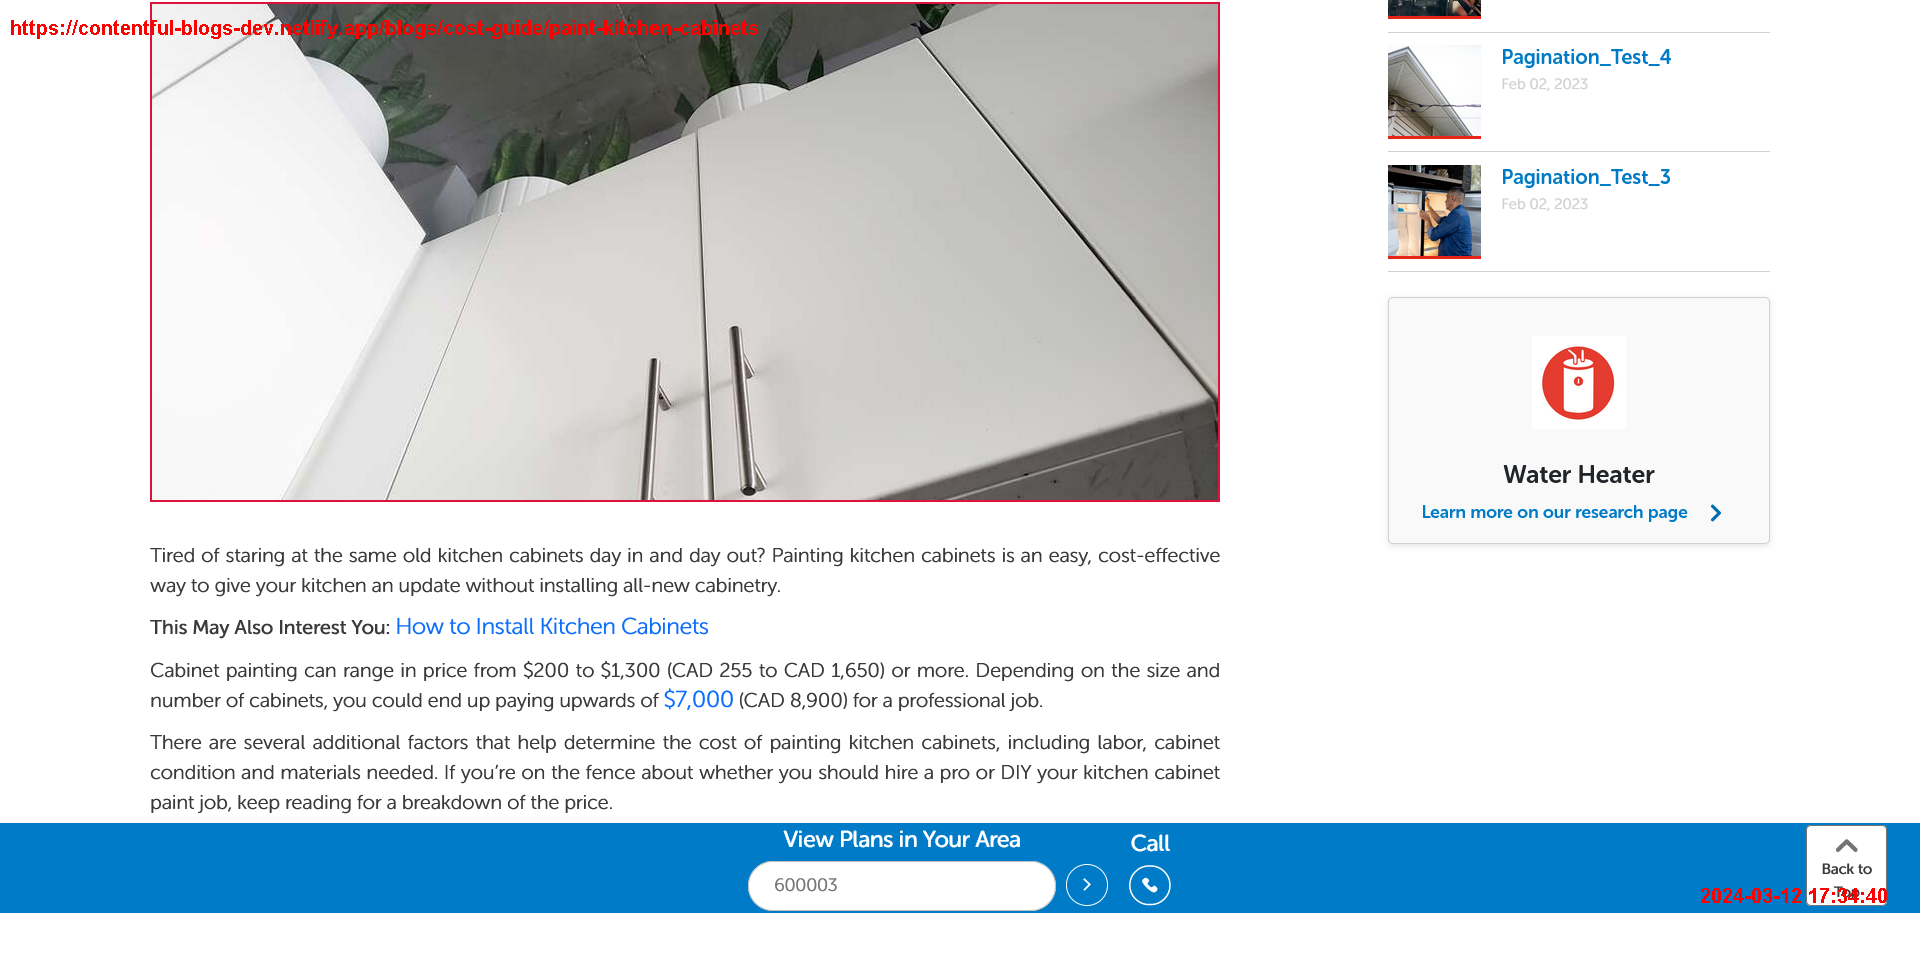 https://contentful-blogs-dev.netlify.app/blogs/cost-guide/paint-kitchen-cabinets
Tired of staring at the same old kitchen cabinets day in and day out? Painting kitchen cabinets is an easy, cost-effective
way to give your kitchen an update without installing all-new cabinetry.
This May Also Interest You: How to Install Kitchen Cabinets
Cabinet painting can range in price from $200 to $1,300 (CAD 255 to CAD 1,650) or more. Depending on the size and
number of cabinets, you could end up paying upwards of $7,000 (CAD 8,900) for a professional job.
There are several additional factors that help determine the cost of painting kitchen cabinets, including labor, cabinet
condition and materials needed. If you’re on the fence about whether you should hire a pro or DIY your kitchen cabinet
paint job, keep reading for a breakdown of the price.
Pagination_Test_4
Feb 02, 2023
Pagination_Test_3
Feb 02, 2023
Water Heater
Learn more on our research page
View Plans in Your Area
600003
Call
Back to
Top
2024-03-12 17:34:40